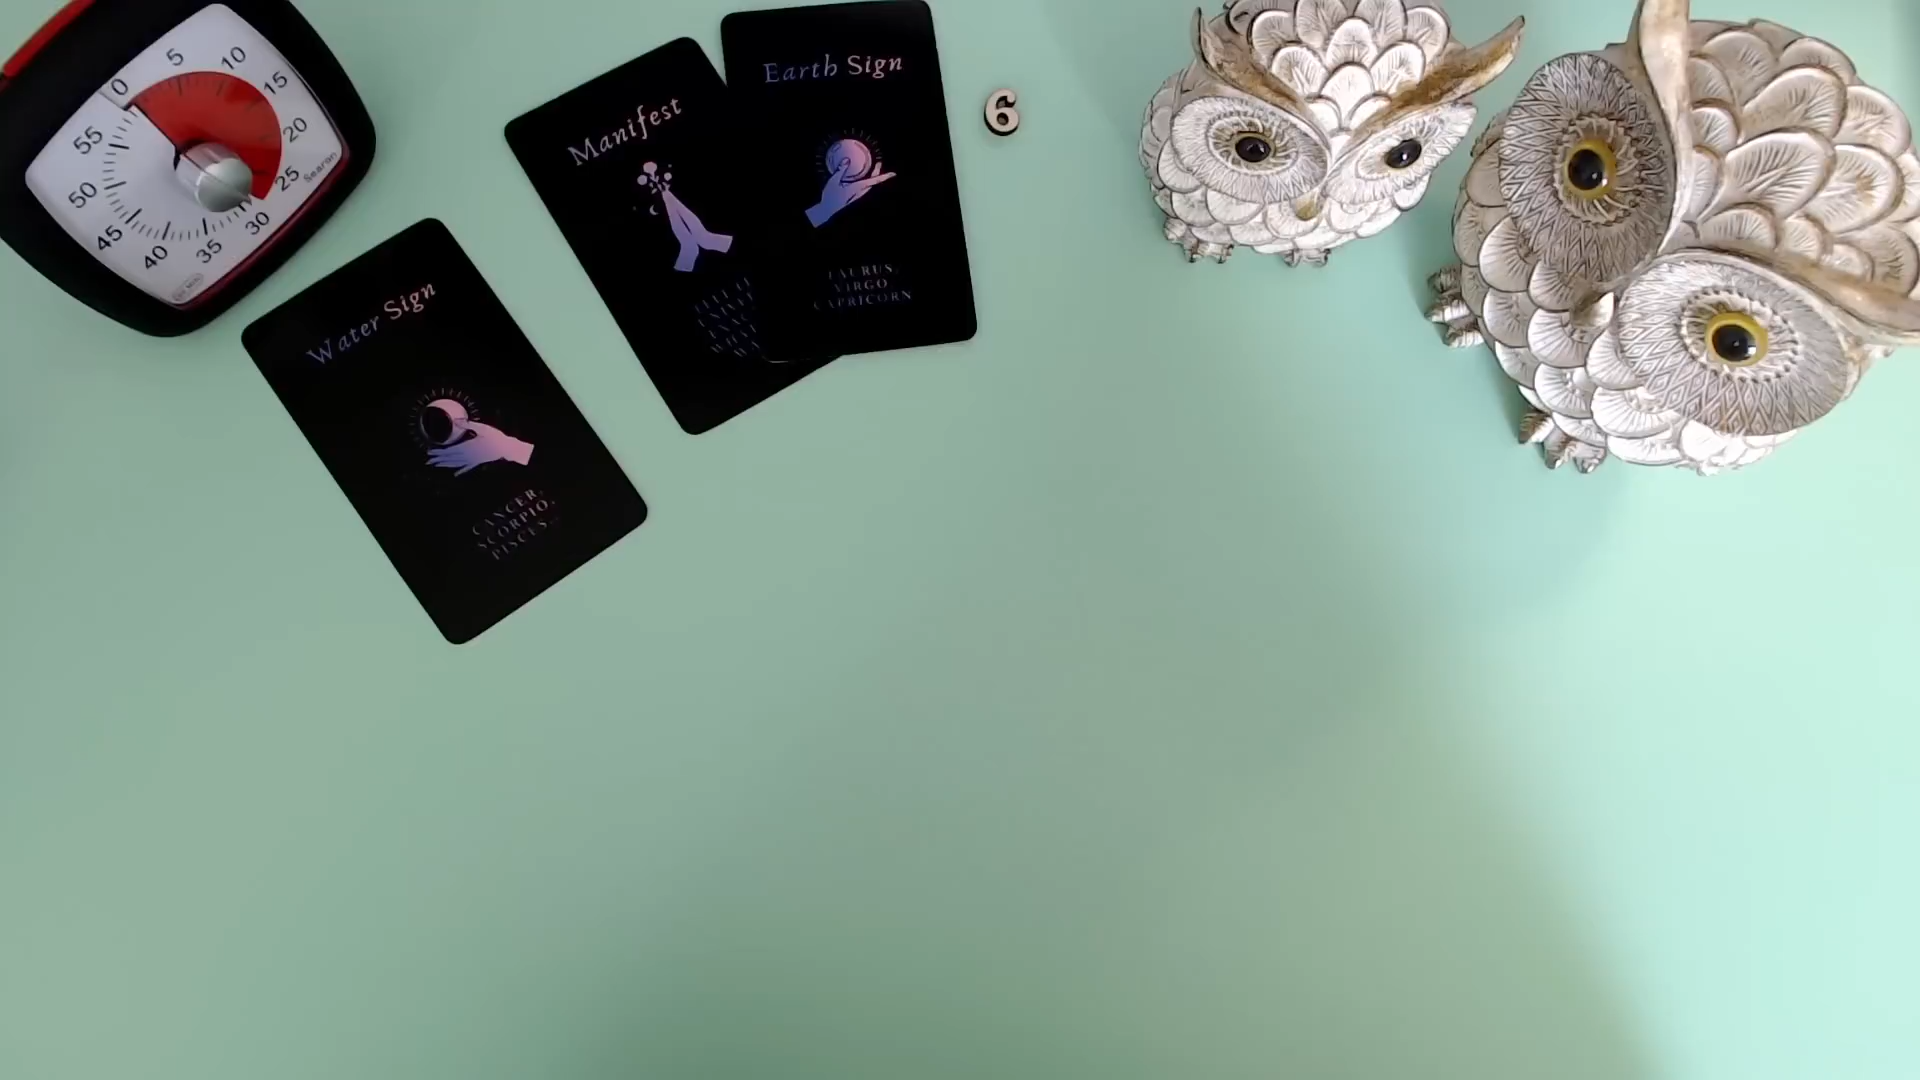 0
5
10
15
20
25
30
35
40
45
50
55
Searon
Water Sign
CANCER,
SCORPIO,
PISCES
Manifest
Earth Sign
TAURUS,
VIRGO
CAPRICORN
6